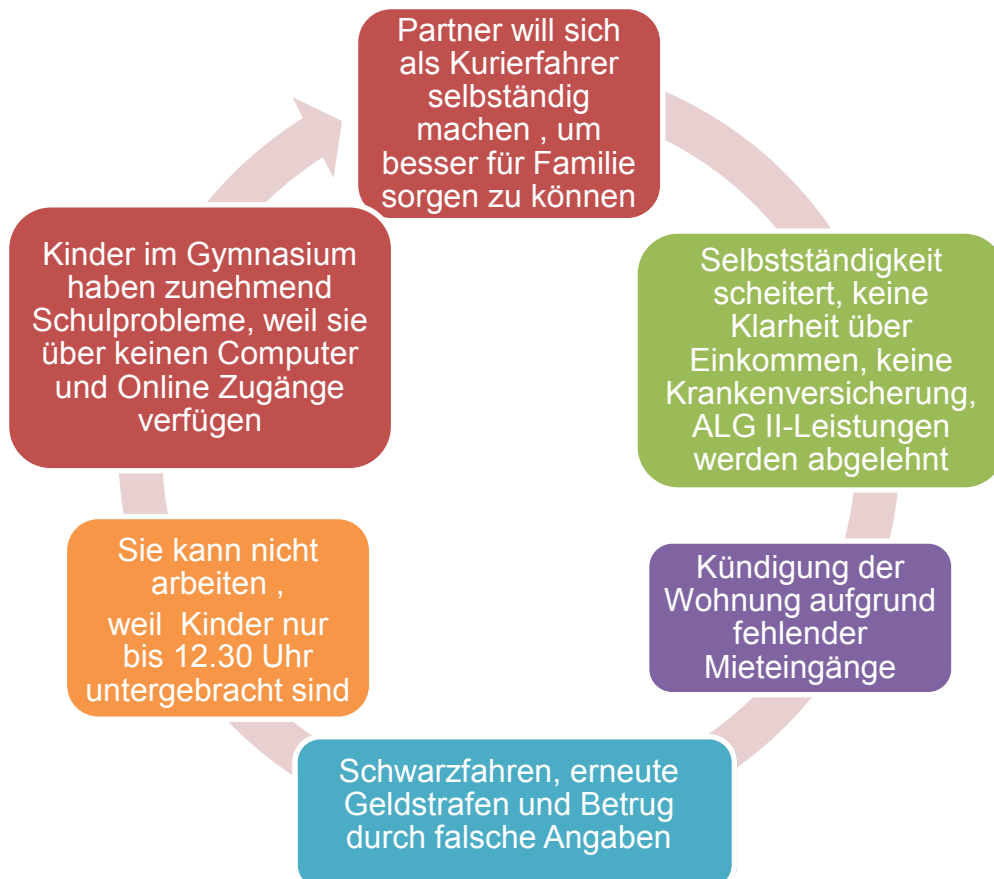 Partner will sich
als Kurierfahrer
selbständig
machen , um
besser für Familie
sorgen zu können
Selbstständigkeit
scheitert, keine
Klarheit über
Einkommen, keine
Krankenversicherung,
ALG II-Leistungen
werden abgelehnt
Kündigung der
Wohnung aufgrund
fehlender
Mieteingänge
Schwarzfahren, erneute
Geldstrafen und Betrug
durch falsche Angaben
Sie kann nicht
arbeiten ,
weil Kinder nur
bis 12.30 Uhr
untergebracht sind
Kinder im Gymnasium
haben zunehmend
Schulprobleme, weil sie
über keinen Computer
und Online Zugänge
verfügen